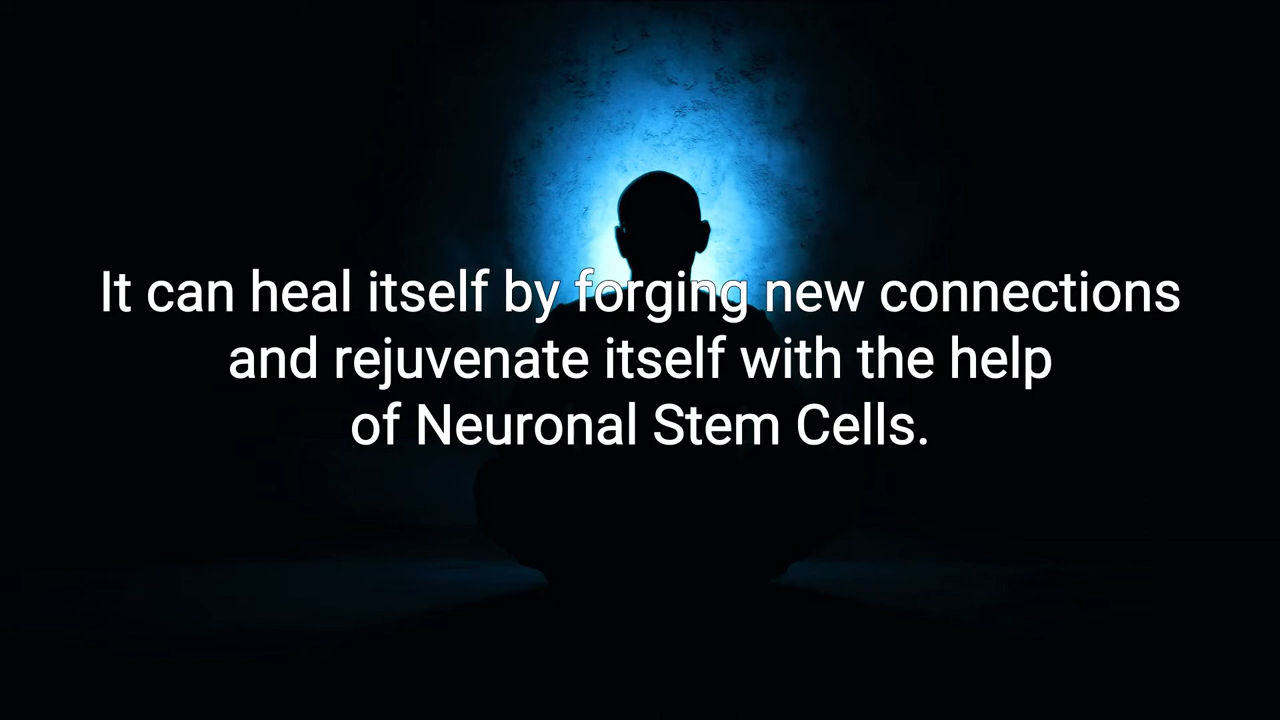 It can heal itself by forging new connections
and rejuvenate itself with the help
of Neuronal Stem Cells.